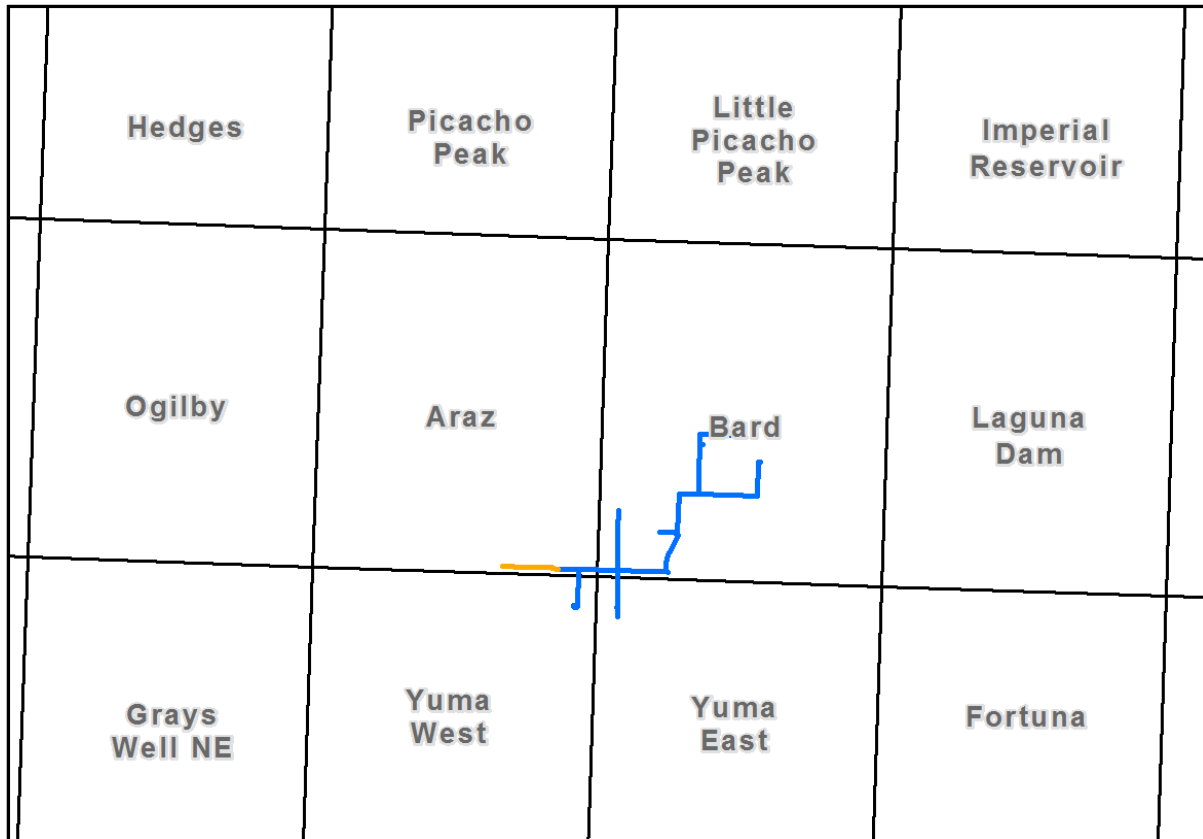 Hedges
Picacho
Peak
Little
Picacho
Peak
Imperial
Reservoir
Ogilby
Araz
Bard
Laguna
Dam
Grays
Well NE
Yuma
West
Yuma
East
Fortuna